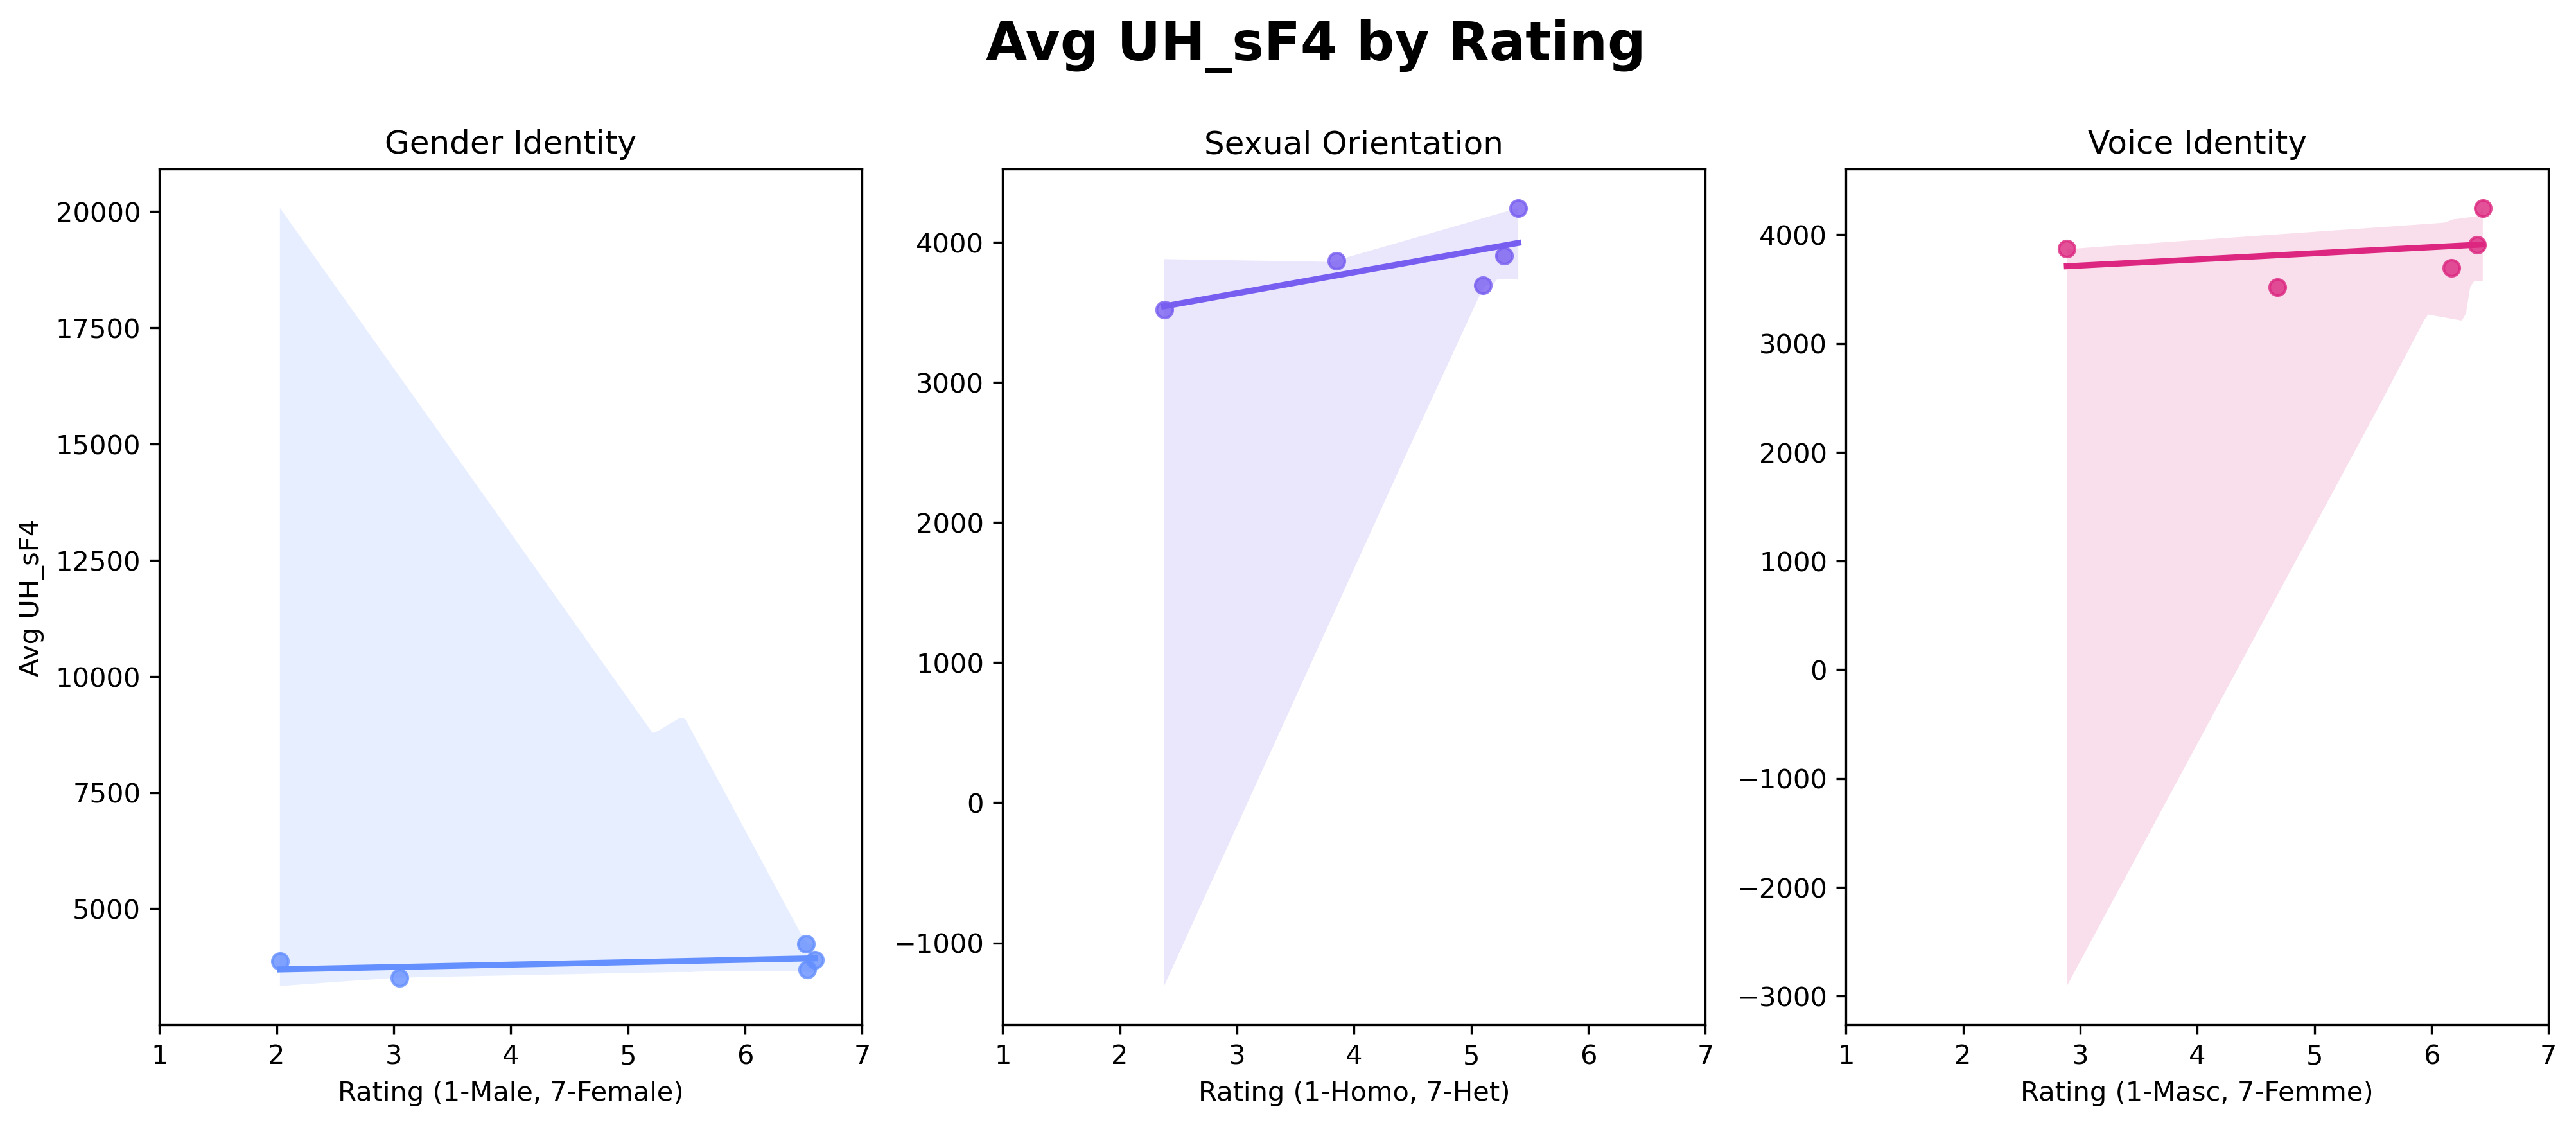 Avg UH_sF4 by Rating
Gender Identity
Sexual Orientation
Voice Identity
Avg UH_sF4
20000
17500
15000
12500
10000
7500
5000
1 2 3 4 5 6 7
Rating (1-Male, 7-Female)
4000
3000
2000
1000
0
−1000
1 2 3 4 5 6 7
Rating (1-Homo, 7-Het)
4000
3000
2000
1000
0
−1000
−2000
−3000
1 2 3 4 5 6 7
Rating (1-Masc, 7-Femme)